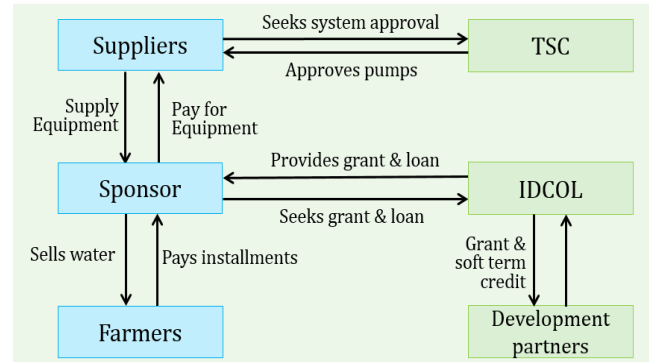 Seeks system approval
Suppliers
TSC
Approves pumps
Supply
Equipment
Pay for
Equipment
Provides grant & loan
Sponsor
IDCOL
Seeks grant & loan
Sells water
Pays installments
Grant &
soft term
credit
Farmers
Development
partners